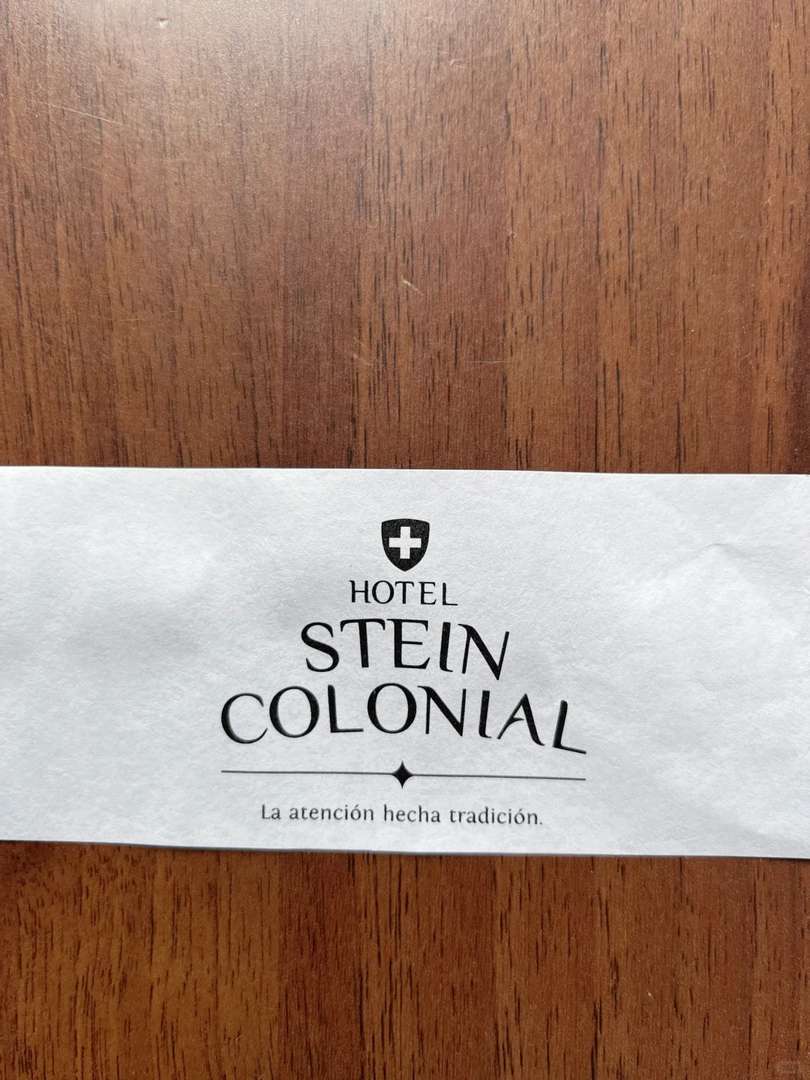 HOTEL
STEIN
COLONIAL
La atención hecha tradición.